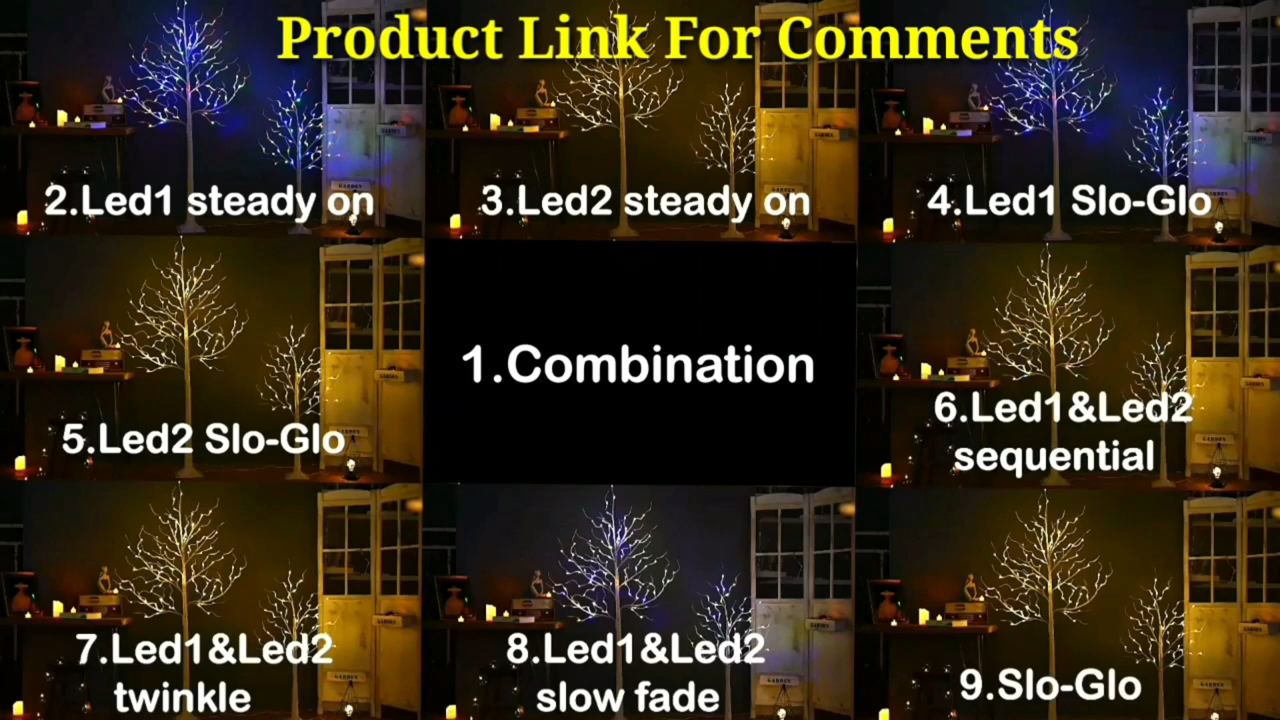 Product Link For Comments
2.Led1 steady on
3.Led2 steady on
4.Led1 Slo-Glo
5.Led2 Slo-Glo
1.Combination
6.Led1&Led2
sequential
7.Led1&Led2
twinkle
8.Led1&Led2
slow fade
9.Slo-Glo